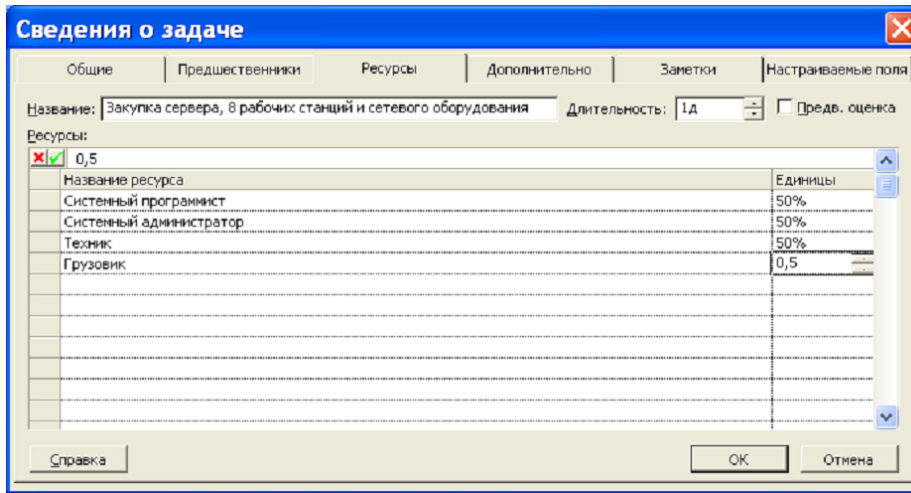 Сведения о задаче
Общие Предшественники Ресурсы Дополнительно Заметки Настраиваемые поля
Название: Закупка сервера, 8 рабочих станций и сетевого оборудования Длительность: 1д Предв. оценка
Ресурсы:
0,5
Название ресурса Единицы
Системный программист 50%
Системный администратор 50%
Техник 50%
Грузовик 0,5
Справка ОК Отмена